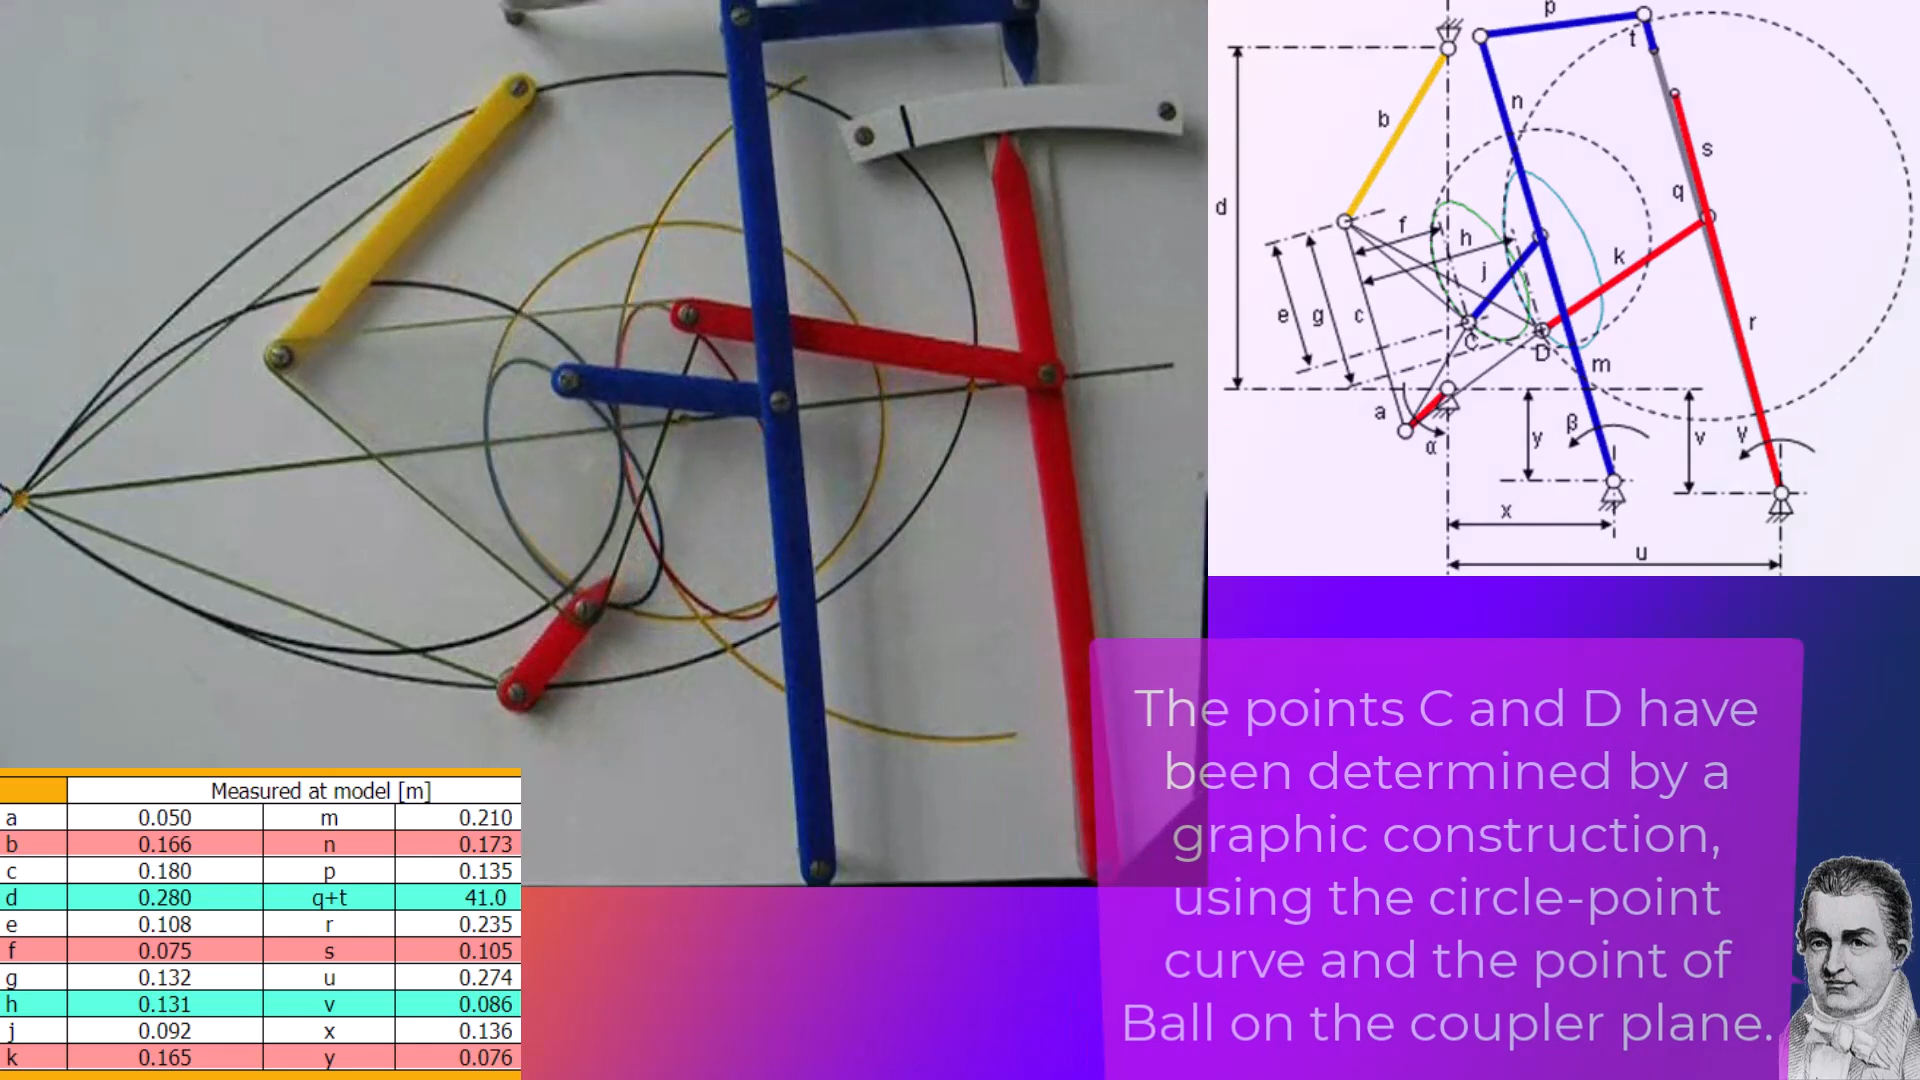 p
t
b
n
d
s
q
f
h
j
k
e
g
c
r
C
D
m
a
α
y
β
v
γ
x
u
The points C and D have
been determined by a
graphic construction,
using the circle-point
curve and the point of
Ball on the coupler plane.
Measured at model [m]
a 0.050 m 0.210
b 0.166 n 0.173
c 0.180 p 0.135
d 0.280 q+t 41.0
e 0.108 r 0.235
f 0.075 s 0.105
g 0.132 u 0.274
h 0.131 v 0.086
j 0.092 x 0.136
k 0.165 y 0.076